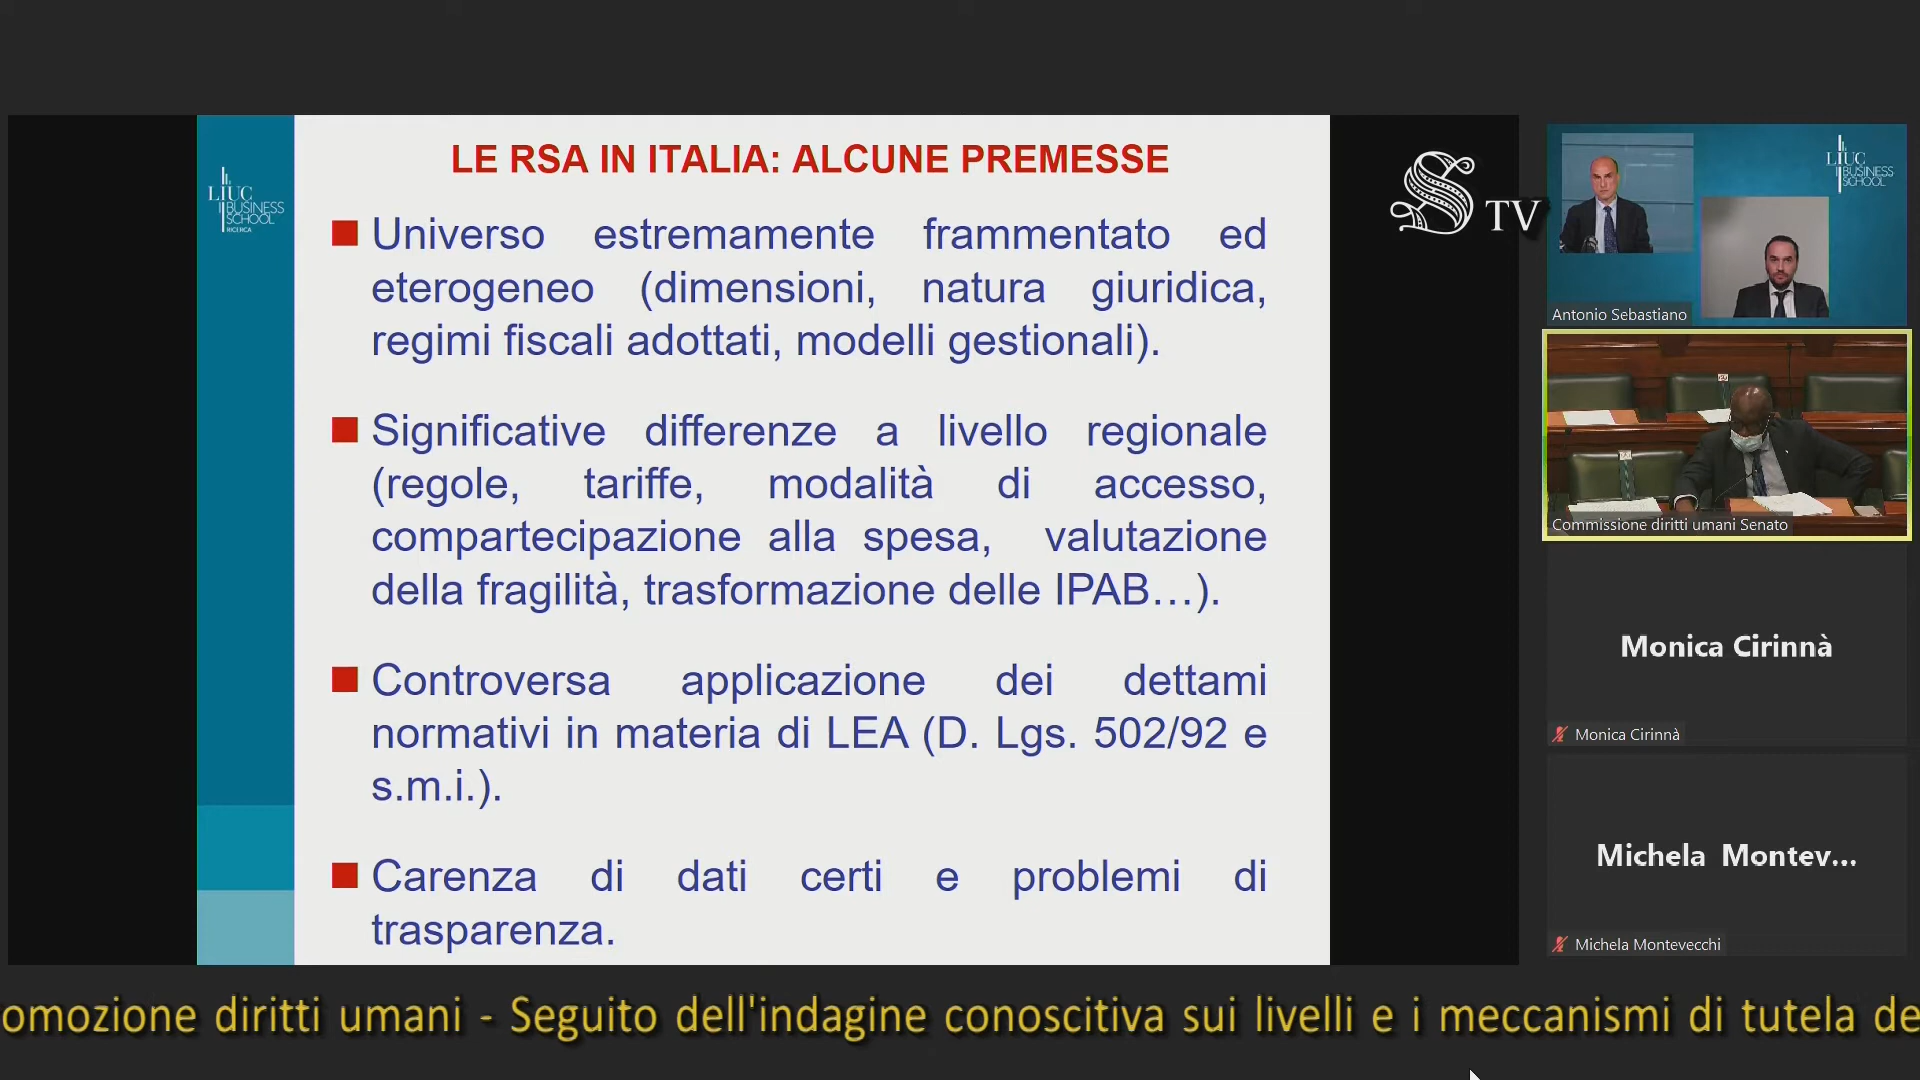 LE RSA IN ITALIA: ALCUNE PREMESSE
Universo estremamente frammentato ed
eterogeneo (dimensioni, natura giuridica,
regimi fiscali adottati, modelli gestionali).
Significative differenze a livello regionale
(regole, tariffe, modalità di accesso,
compartecipazione alla spesa, valutazione
della fragilità, trasformazione delle IPAB…).
Controversa applicazione dei dettami
normativi in materia di LEA (D. Lgs. 502/92 e
s.m.i.).
Carenza di dati certi e problemi di
trasparenza.
LIUC
BUSINESS
SCHOOL
RICERCA
S TV
LIUC
BUSINESS
SCHOOL
Antonio Sebastiano
Commissione diritti umani Senato
Monica Cirinnà
Monica Cirinnà
Michela Montev...
Michela Montevecchi
omozione diritti umani - Seguito dell'indagine conoscitiva sui livelli e i meccanismi di tutela de